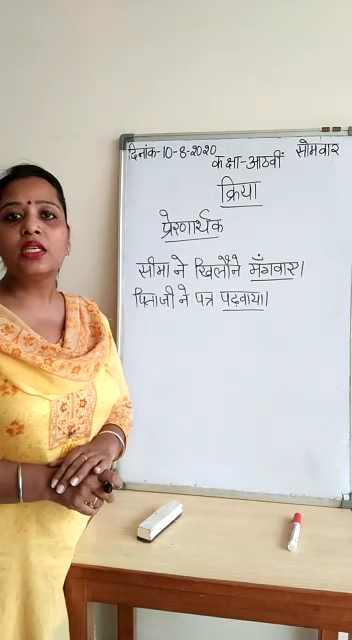 दिनांक-10-8-2020 सोमवार
कक्षा-आठवीं
क्रिया
प्रेरणार्थक
सीमा ने खिलौने मँगवाए।
पिताजी ने पत्र पढ़वाया।